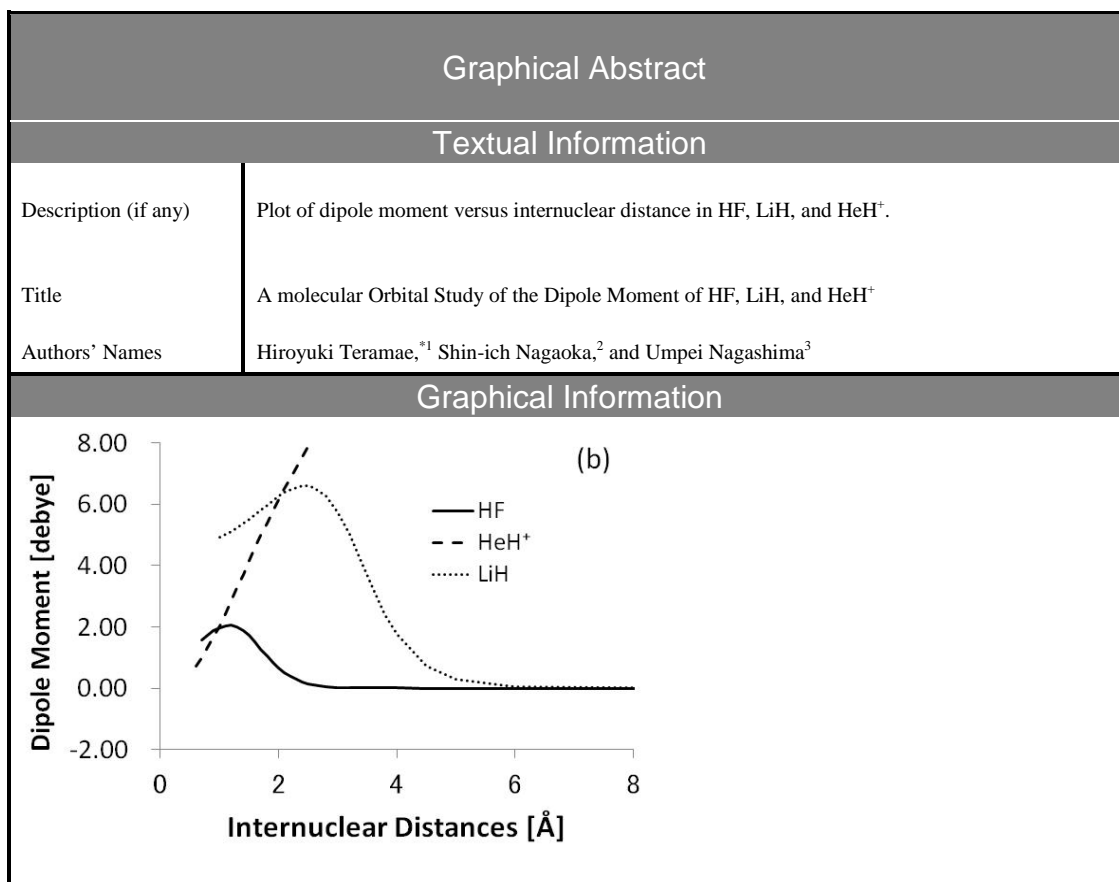 Graphical Abstract
Textual Information
Description (if any)
Plot of dipole moment versus internuclear distance in HF, LiH, and HeH⁺.
Title
A molecular Orbital Study of the Dipole Moment of HF, LiH, and HeH⁺
Authors' Names
Hiroyuki Teramae,*¹ Shin-ich Nagaoka,² and Umpei Nagashima³
Graphical Information
(b)
Dipole Moment [debye]
8.00
6.00
4.00
2.00
0.00
-2.00
HF
HeH⁺
LiH
0 2 4 6 8
Internuclear Distances [Å]